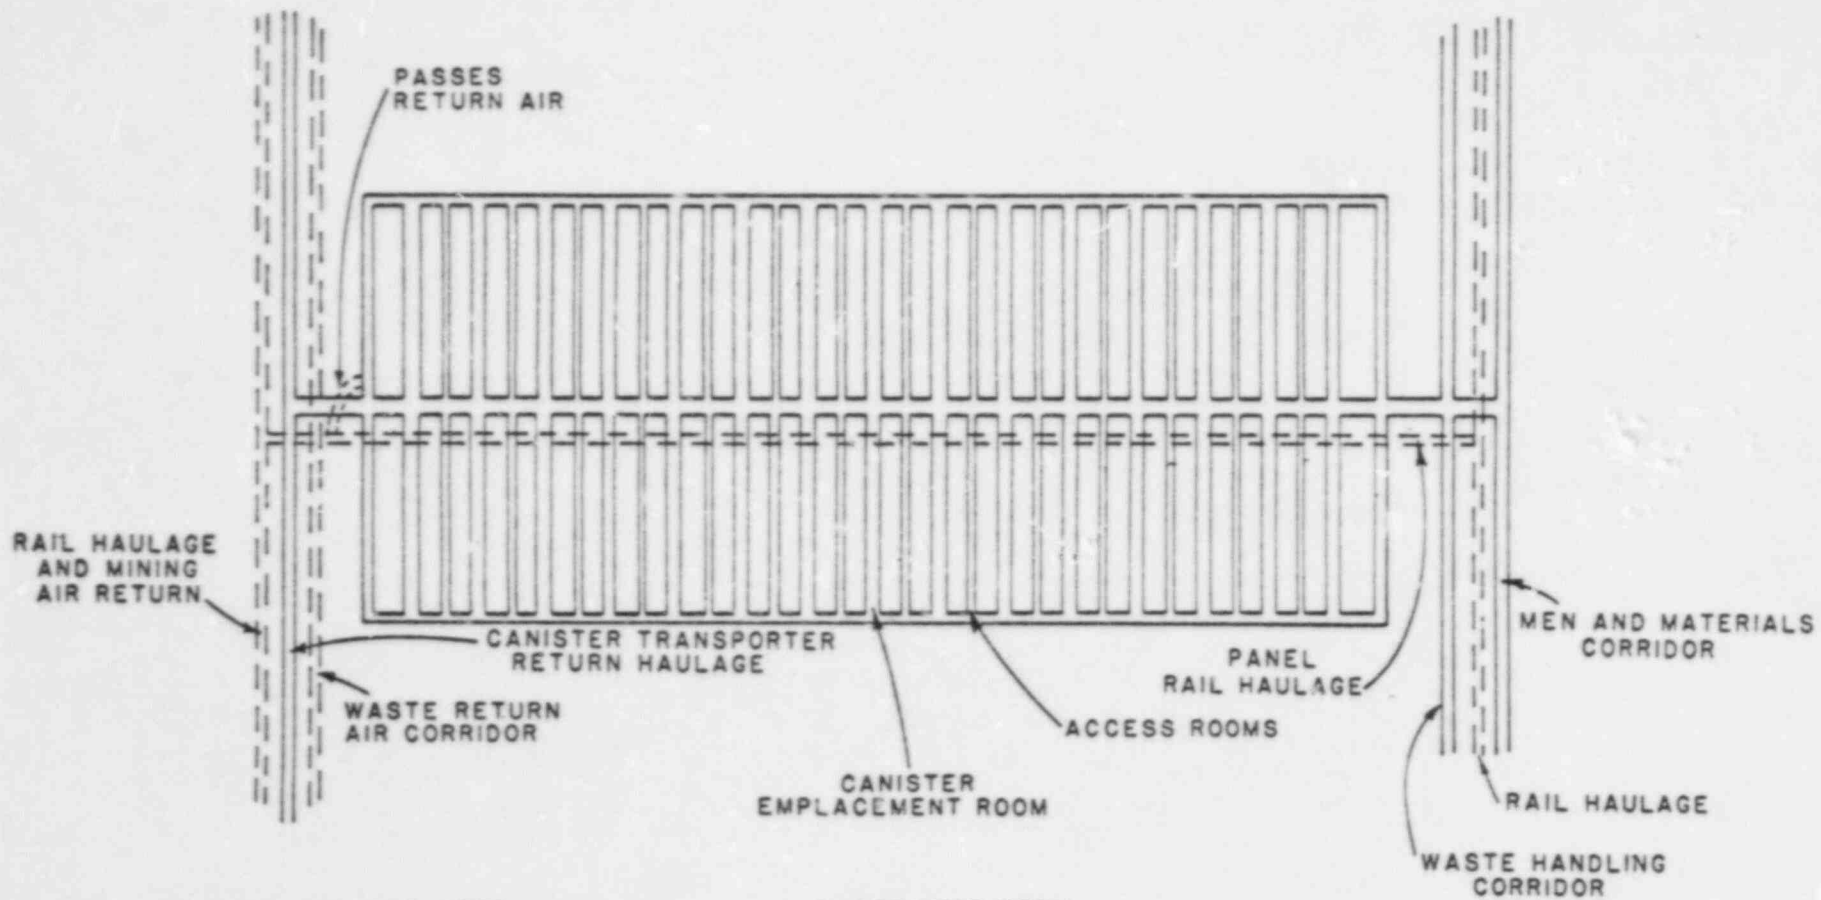 PASSES
RETURN AIR
RAIL HAULAGE
AND MINING
AIR RETURN
CANISTER TRANSPORTER
RETURN HAULAGE
WASTE RETURN
AIR CORRIDOR
CANISTER
EMPLACEMENT ROOM
ACCESS ROOMS
PANEL
RAIL HAULAGE
MEN AND MATERIALS
CORRIDOR
RAIL HAULAGE
WASTE HANDLING
CORRIDOR